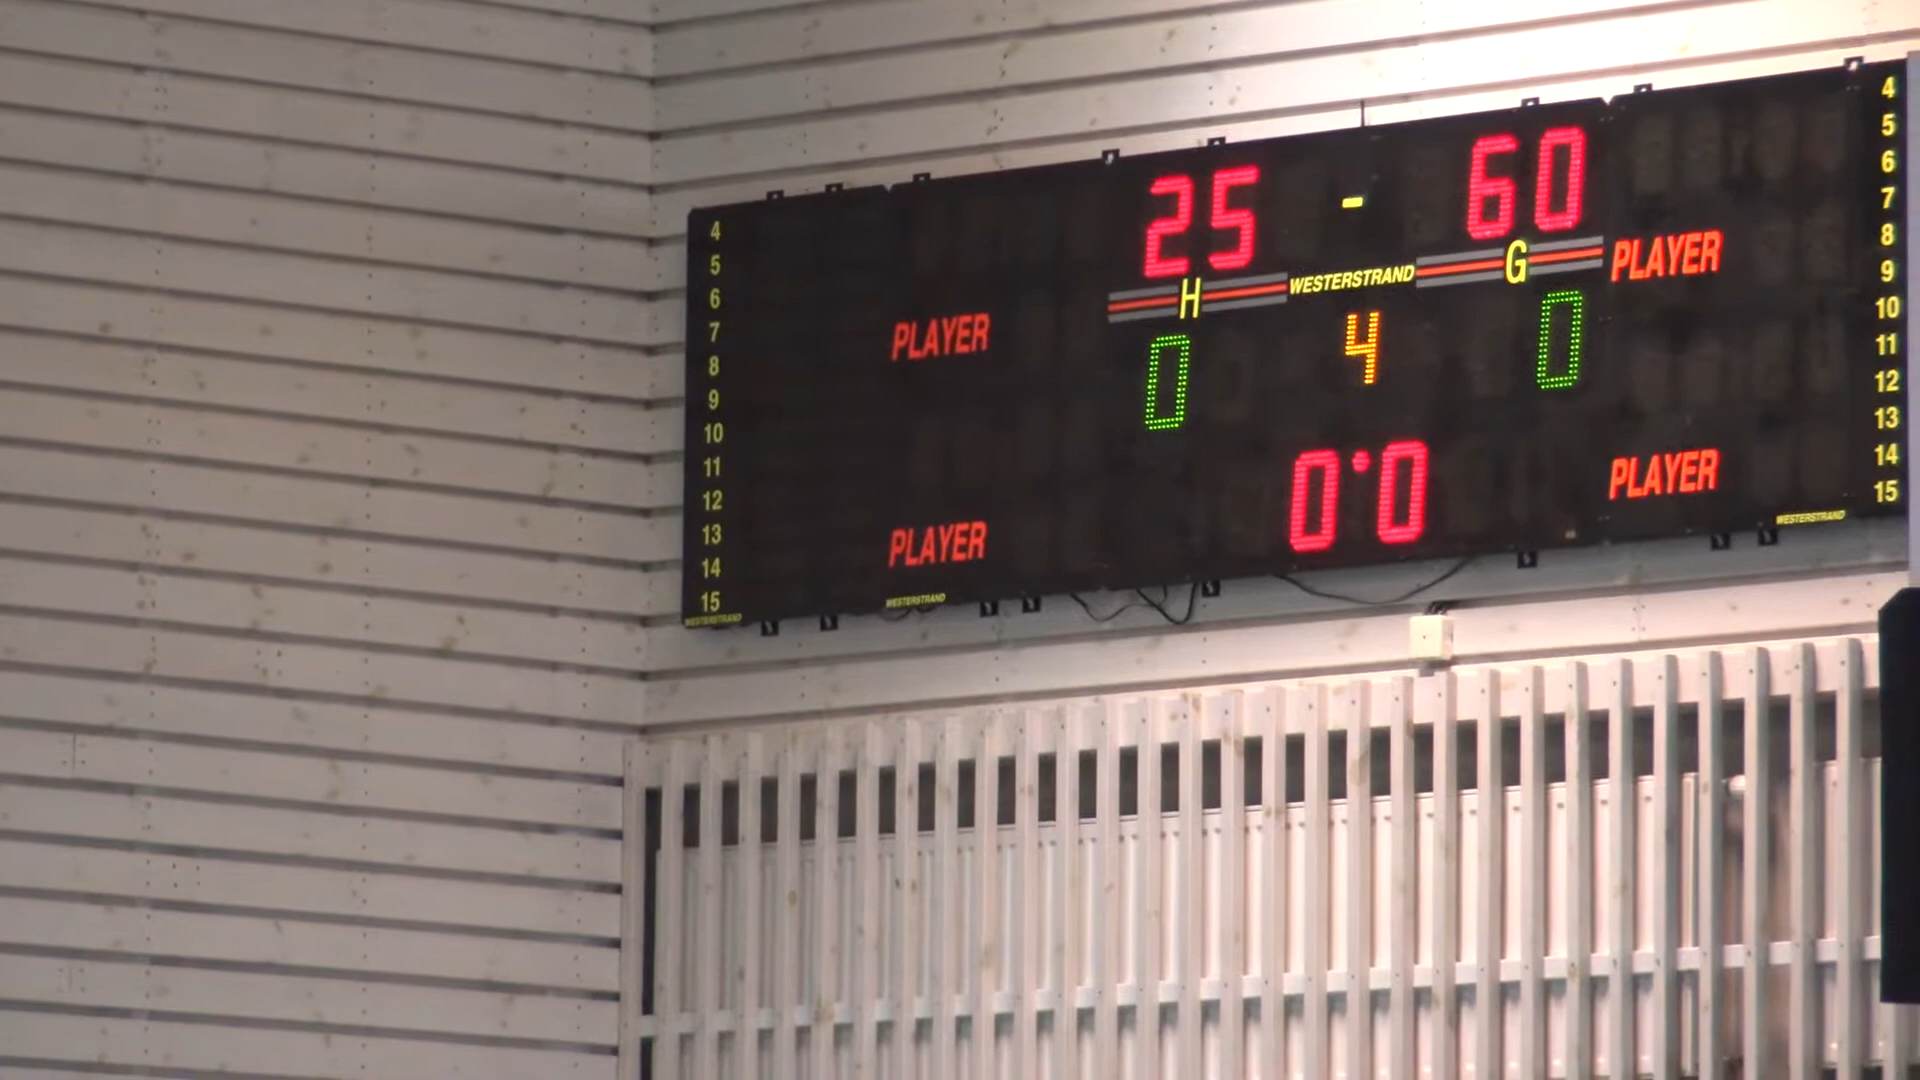 25 - 60
H WESTERSTRAND G
0 4 0
0·0
PLAYER
PLAYER
PLAYER
PLAYER
4
5
6
7
8
9
10
11
12
13
14
15
WESTERSTRAND
WESTERSTRAND
4
5
6
7
8
9
10
11
12
13
14
15
WESTERSTRAND